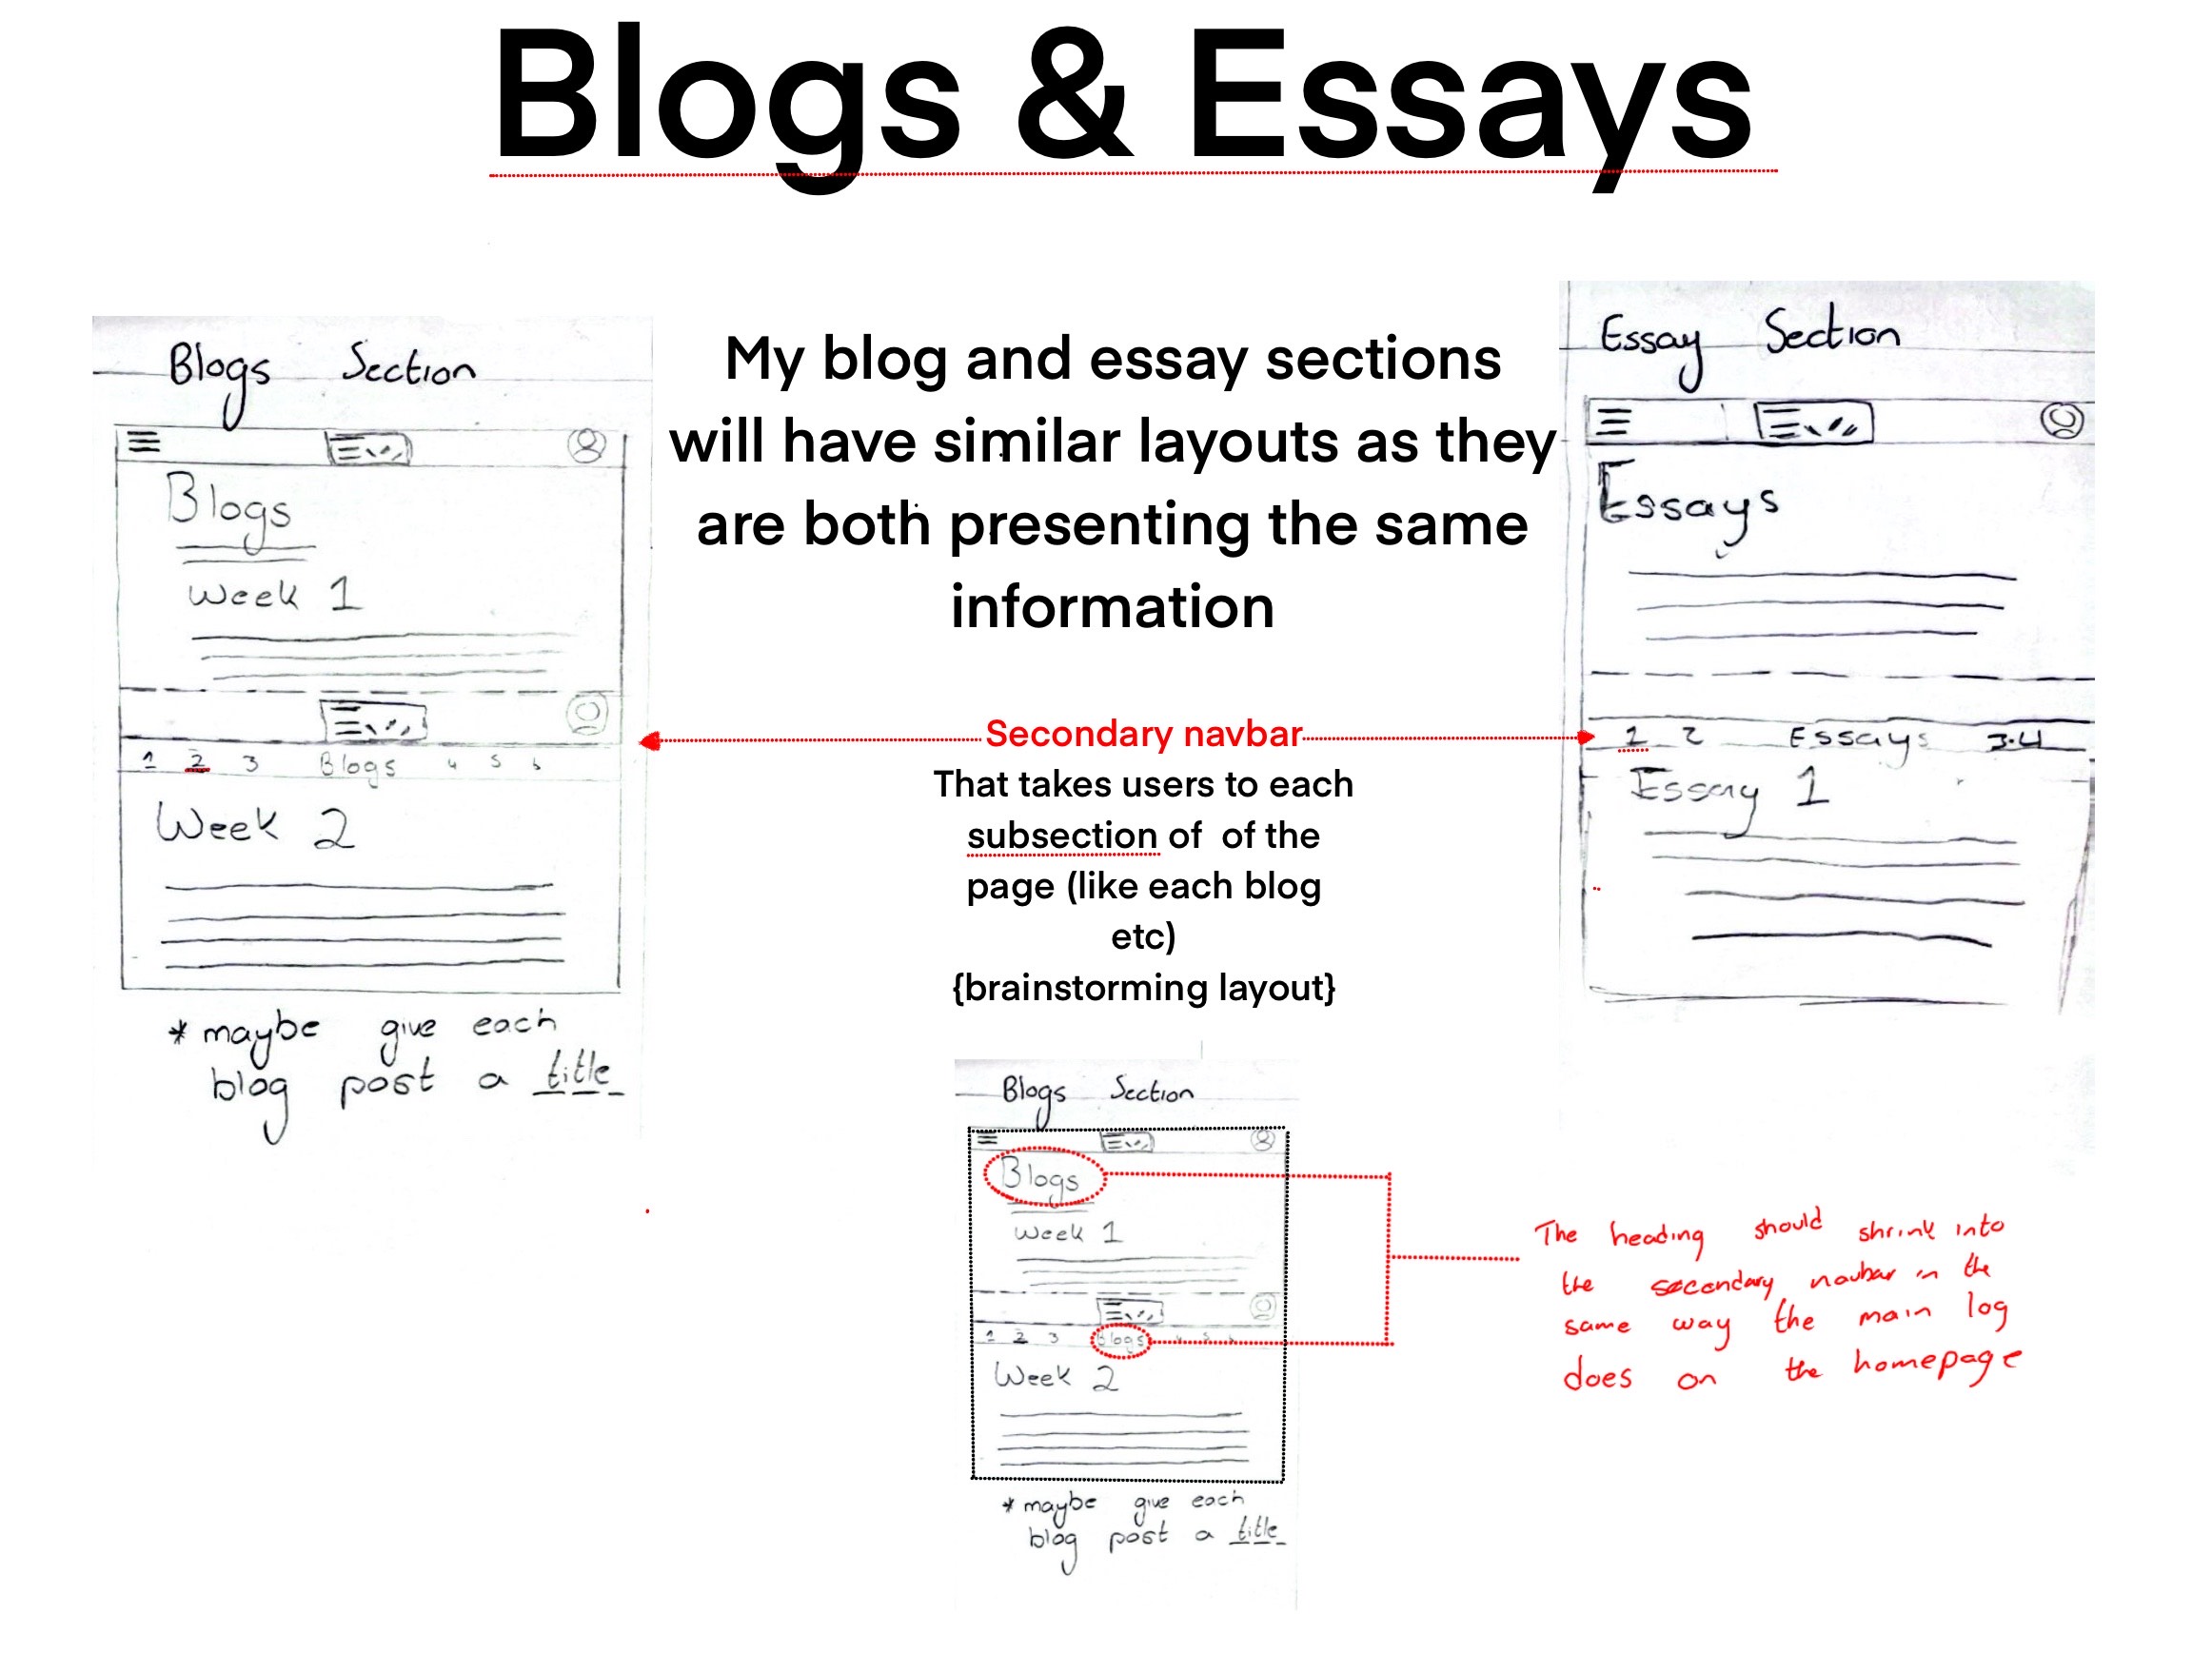 Blogs & Essays
Blogs Section
Blogs
Week 1
1 2 3 Blogs 4 5 6
Week 2
* maybe give each
blog post a title
My blog and essay sections
will have similar layouts as they
are both presenting the same
information
Secondary navbar
That takes users to each
subsection of of the
page (like each blog
etc)
{brainstorming layout}
Essay Section
Essays
1 2 Essays 3.4
Essay 1
Blogs Section
Blogs
Week 1
1 2 3 Blogs 4 5 6
Week 2
* maybe give each
blog post a title
The heading should shrink into
the secondary navbar in the
same way the main log
does on the homepage